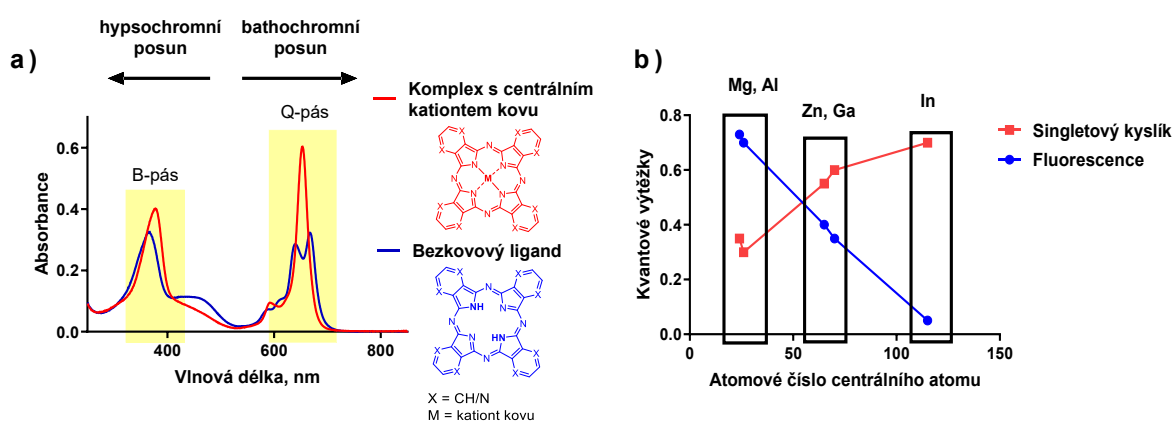 a)
hypsochromní
posun
bathochromní
posun
B-pás
Q-pás
Absorbance
0.6
0.4
0.2
0.0
400
600
800
Vlnová délka, nm
Komplex s centrálním
kationtem kovu
X X
N N N
X X
N M N
N N
X X
N N N
X X
Bezkovový ligand
X X
N N N
X NH X
N N
N N
X HN X
N N
X X
X = CH/N
M = kationt kovu
b)
Mg, Al
Zn, Ga
In
Kvantové výtěžky
0.8
0.6
0.4
0.2
0.0
0
50
100
150
Atomové číslo centrálního atomu
Singletový kyslík
Fluorescence